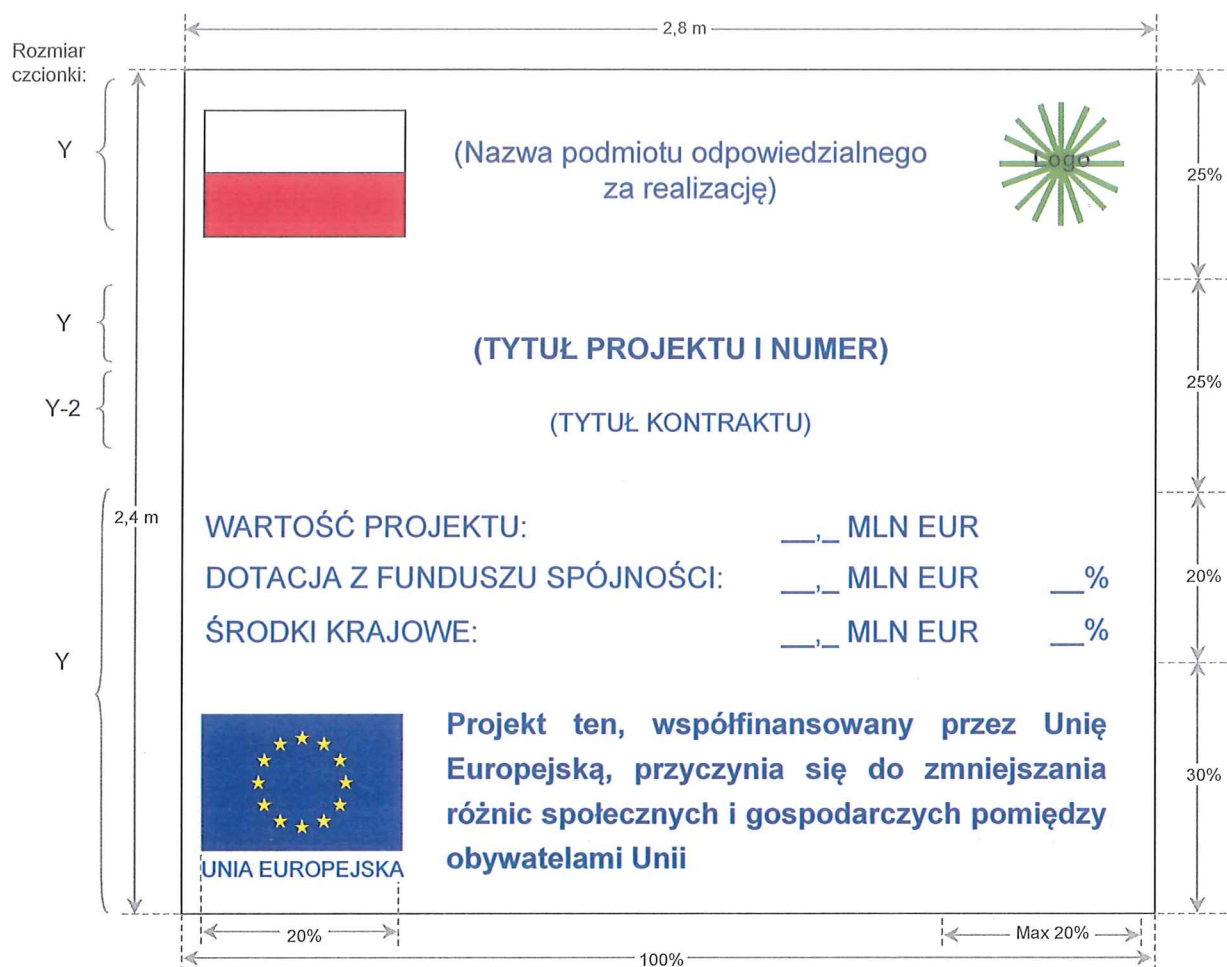 2,8 m
Rozmiar
czcionki:
Y
(Nazwa podmiotu odpowiedzialnego
za realizację)
Logo
25%
Y
(TYTUŁ PROJEKTU I NUMER)
25%
Y-2
(TYTUŁ KONTRAKTU)
2,4 m
WARTOŚĆ PROJEKTU: __,_ MLN EUR
DOTACJA Z FUNDUSZU SPÓJNOŚCI: __,_ MLN EUR __%
20%
ŚRODKI KRAJOWE: __,_ MLN EUR __%
Y
Projekt ten, współfinansowany przez Unię
Europejską, przyczynia się do zmniejszania
różnic społecznych i gospodarczych pomiędzy
obywatelami Unii
30%
UNIA EUROPEJSKA
20%
Max 20%
100%